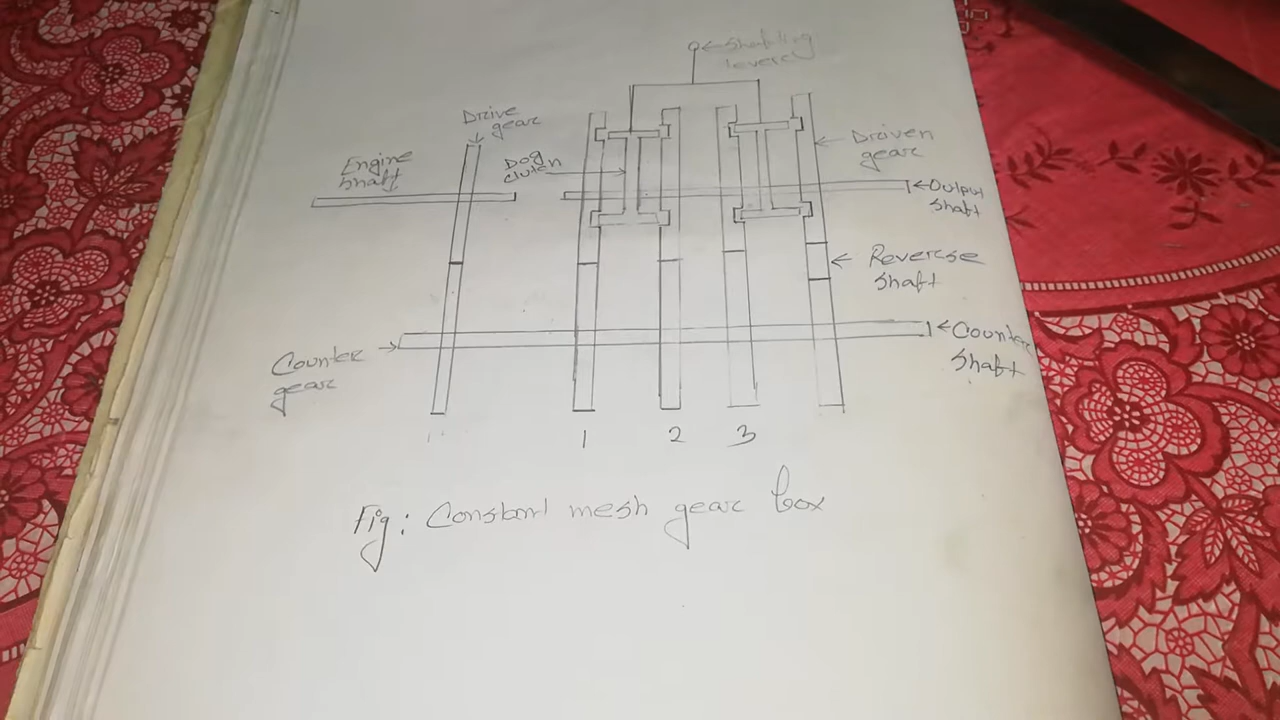 Shafting
lever
Drive
gear
Engine
Shaft
Dog
clutch
Driven
gear
Output
Shaft
Reverse
Shaft
Counter
gear
Counter
Shaft
1 2 3
Fig: Constant mesh gear box